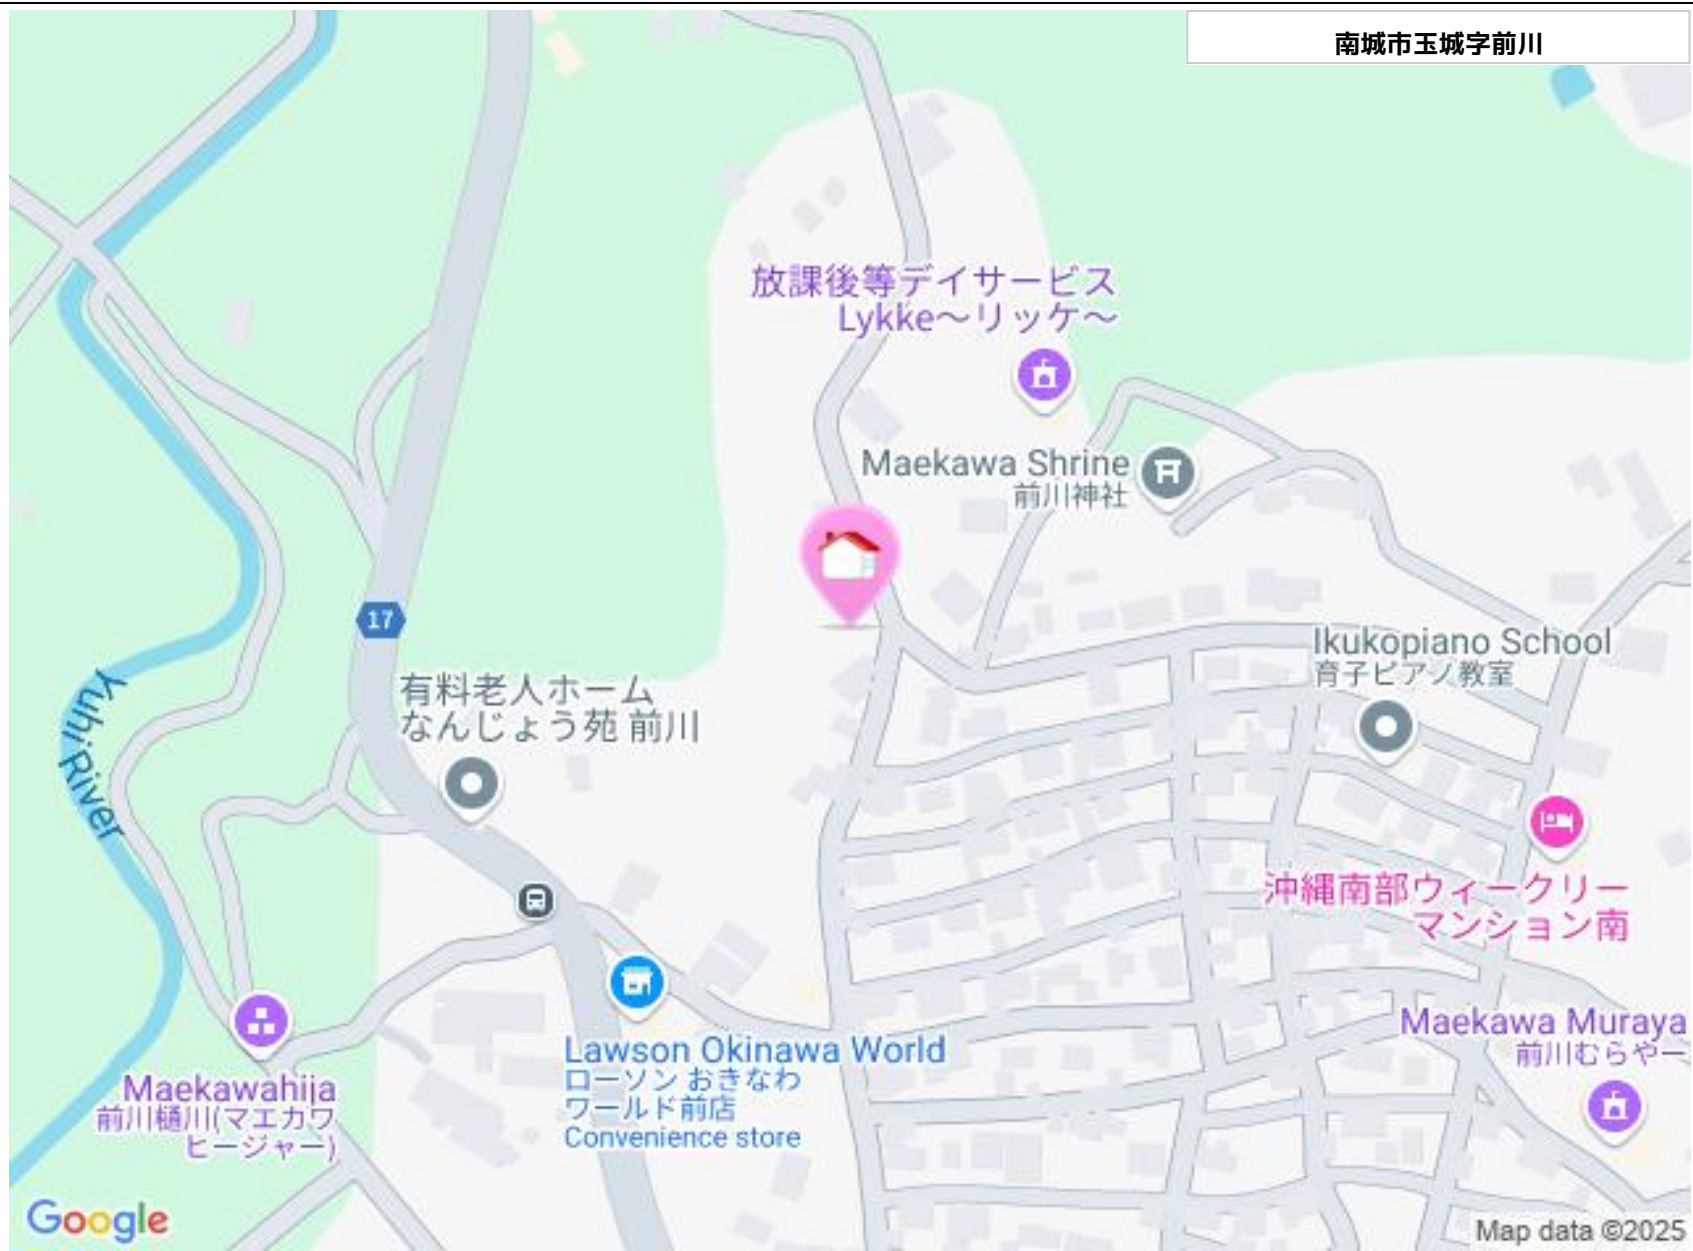 南城市玉城字前川
放課後等デイサービス
Lykke～リッケ～
Maekawa Shrine
前川神社
17
Ikukopiano School
育子ピアノ教室
有料老人ホーム
なんじょう苑 前川
Yuhi River
沖縄南部ウィークリー
マンション南
Maekawa Muraya
前川むらやー
Lawson Okinawa World
ローソン おきなわ
ワールド前店
Convenience store
Maekawahija
前川樋川(マエカワ
ヒージャー)
Google
Map data ©2025